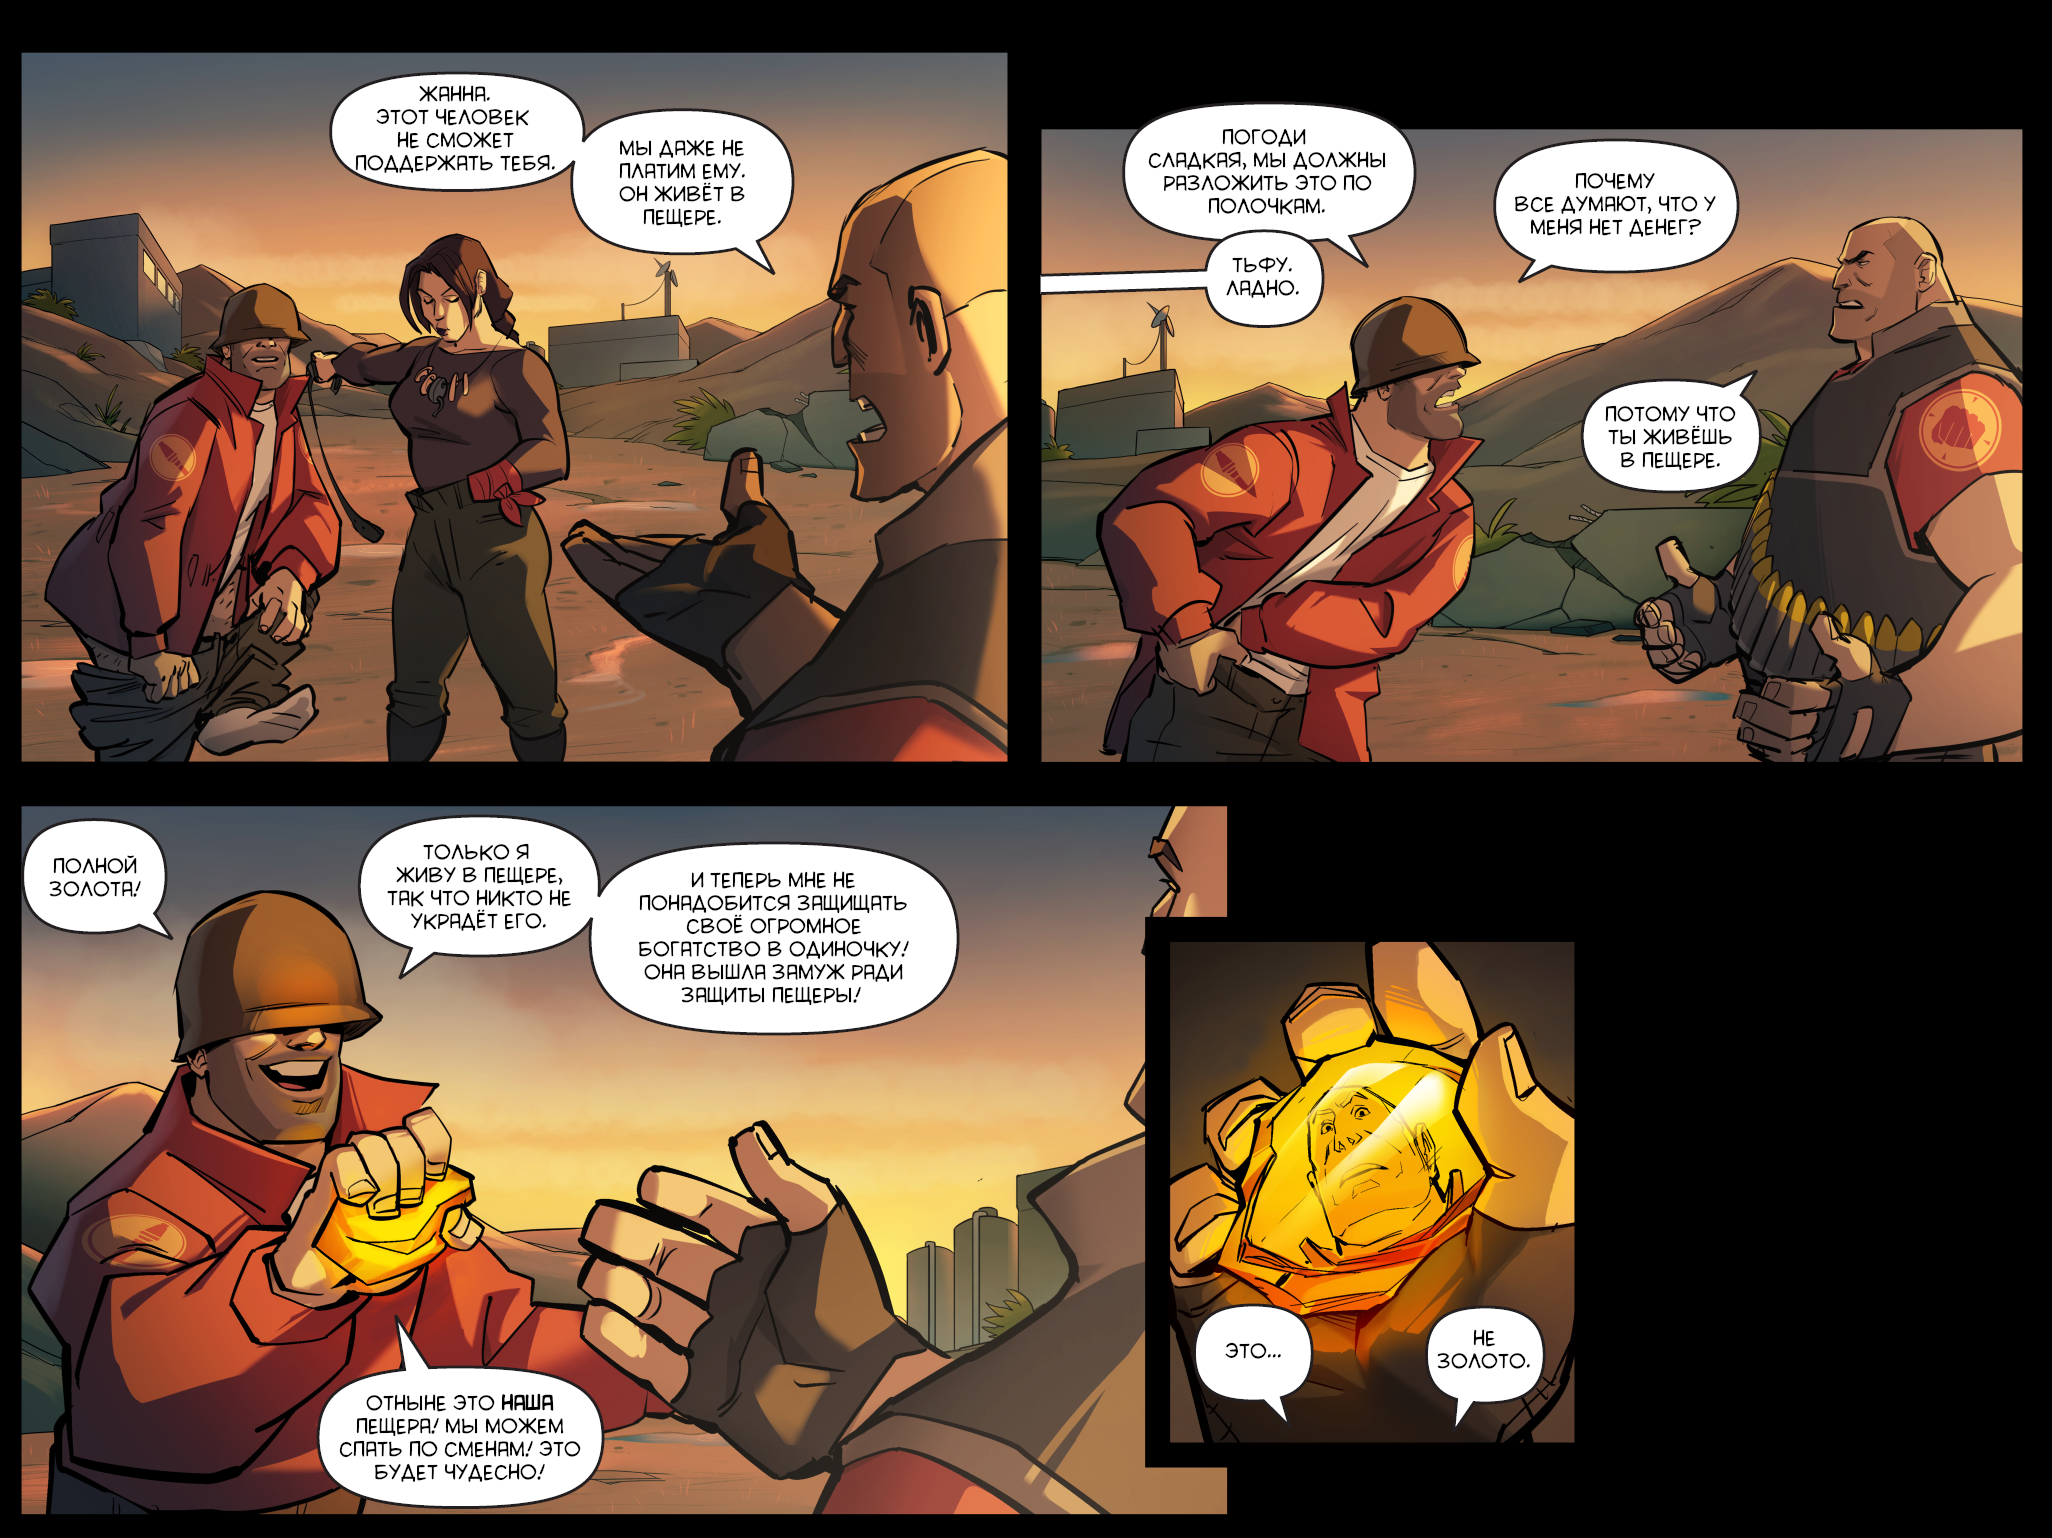 ЖАННА.
ЭТОТ ЧЕЛОВЕК
НЕ СМОЖЕТ
ПОДДЕРЖАТЬ ТЕБЯ.
МЫ ДАЖЕ НЕ
ПЛАТИМ ЕМУ.
ОН ЖИВЁТ В
ПЕЩЕРЕ.
ПОГОДИ
СЛАДКАЯ, МЫ ДОЛЖНЫ
РАЗЛОЖИТЬ ЭТО ПО
ПОЛОЧКАМ.
ТЬФУ.
ЛАДНО.
ПОЧЕМУ
ВСЕ ДУМАЮТ, ЧТО У
МЕНЯ НЕТ ДЕНЕГ?
ПОТОМУ ЧТО
ТЫ ЖИВЁШЬ
В ПЕЩЕРЕ.
ПОЛНОЙ
ЗОЛОТА!
ТОЛЬКО Я
ЖИВУ В ПЕЩЕРЕ,
ТАК ЧТО НИКТО НЕ
УКРАДЁТ ЕГО.
И ТЕПЕРЬ МНЕ НЕ
ПОНАДОБИТСЯ ЗАЩИЩАТЬ
СВОЁ ОГРОМНОЕ
БОГАТСТВО В ОДИНОЧКУ!
ОНА ВЫШЛА ЗАМУЖ РАДИ
ЗАЩИТЫ ПЕЩЕРЫ!
ОТНЫНЕ ЭТО НАША
ПЕЩЕРА! МЫ МОЖЕМ
СПАТЬ ПО СМЕНАМ! ЭТО
БУДЕТ ЧУДЕСНО!
ЭТО...
НЕ
ЗОЛОТО.